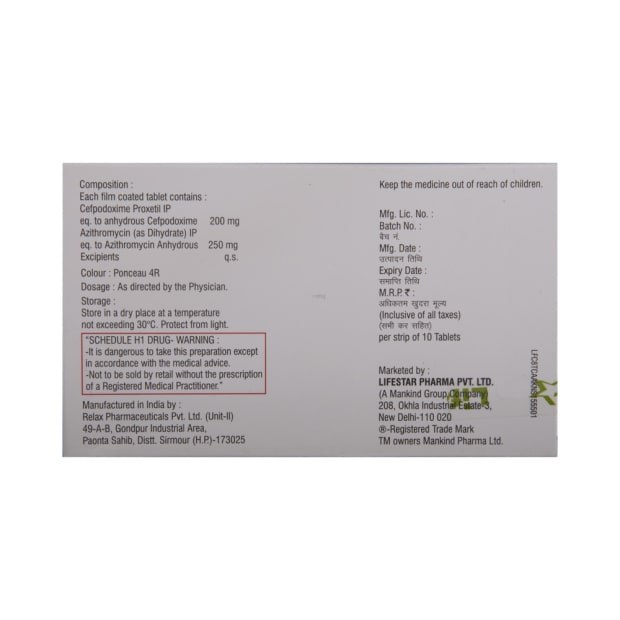 Composition :
Each film coated tablet contains :
Cefpodoxime Proxetil IP
eq. to anhydrous Cefpodoxime 200 mg
Azithromycin (as Dihydrate) IP
eq. to Azithromycin Anhydrous 250 mg
Excipients q.s.
Colour : Ponceau 4R
Dosage : As directed by the Physician.
Storage :
Store in a dry place at a temperature
not exceeding 30°C. Protect from light.
"SCHEDULE H1 DRUG- WARNING :
-It is dangerous to take this preparation except
in accordance with the medical advice.
-Not to be sold by retail without the prescription
of a Registered Medical Practitioner."
Manufactured in India by :
Relax Pharmaceuticals Pvt. Ltd. (Unit-II)
49-A-B, Gondpur Industrial Area,
Paonta Sahib, Distt. Sirmour (H.P.)-173025
Keep the medicine out of reach of children.
Mfg. Lic. No. :
Batch No. :
बैच नं.
Mfg. Date :
उत्पादन तिथि
Expiry Date :
समाप्ति तिथि
M.R.P. ₹ :
अधिकतम खुदरा मूल्य
(Inclusive of all taxes)
(सभी कर सहित)
per strip of 10 Tablets
Marketed by :
LIFESTAR PHARMA PVT. LTD.
(A Mankind Group Company)
208, Okhla Industrial Estate-3,
New Delhi-110 020
®-Registered Trade Mark
TM owners Mankind Pharma Ltd.